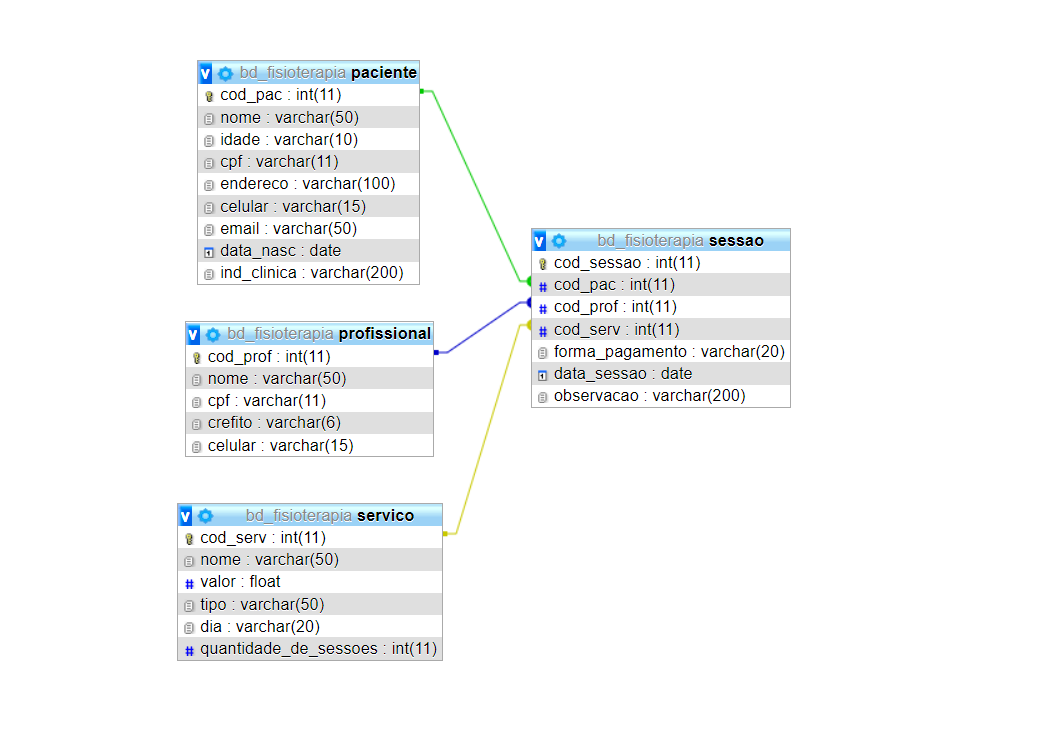 bd_fisioterapia paciente
cod_pac : int(11)
nome : varchar(50)
idade : varchar(10)
cpf : varchar(11)
endereco : varchar(100)
celular : varchar(15)
email : varchar(50)
data_nasc : date
ind_clinica : varchar(200)
bd_fisioterapia profissional
cod_prof : int(11)
nome : varchar(50)
cpf : varchar(11)
crefito : varchar(6)
celular : varchar(15)
bd_fisioterapia servico
cod_serv : int(11)
nome : varchar(50)
valor : float
tipo : varchar(50)
dia : varchar(20)
quantidade_de_sessoes : int(11)
bd_fisioterapia sessao
cod_sessao : int(11)
cod_pac : int(11)
cod_prof : int(11)
cod_serv : int(11)
forma_pagamento : varchar(20)
data_sessao : date
observacao : varchar(200)